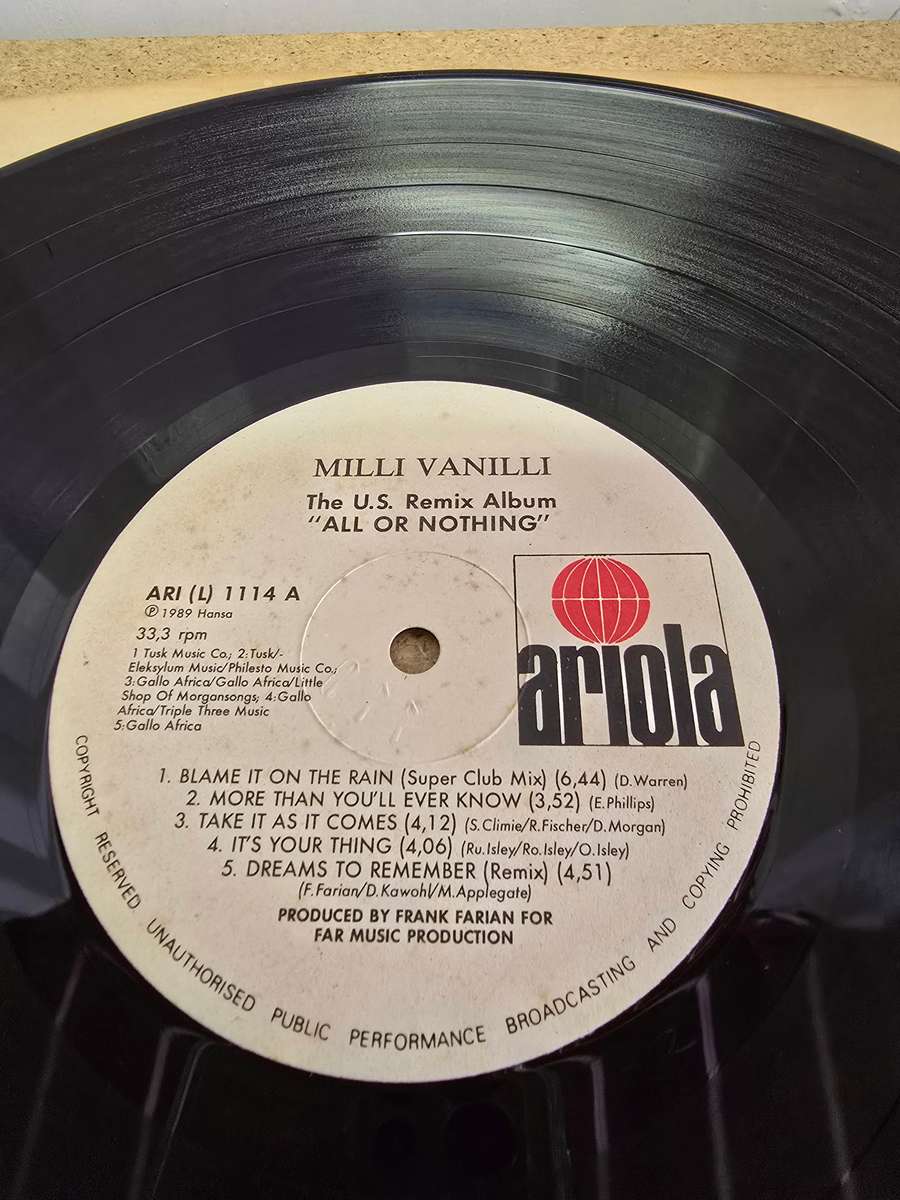 MILLI VANILLI
The U.S. Remix Album
"ALL OR NOTHING"
ARI (L) 1114 A
℗ 1989 Hansa
33,3 rpm
1 Tusk Music Co.; 2:Tusk/-
Eleksylum Music/Philesto Music Co.;
3:Gallo Africa/Gallo Africa/Little
Shop Of Morgansongs; 4:Gallo
Africa/Triple Three Music
5:Gallo Africa
ariola
1. BLAME IT ON THE RAIN (Super Club Mix) (6,44) (D.Warren)
2. MORE THAN YOU'LL EVER KNOW (3,52) (E.Phillips)
3. TAKE IT AS IT COMES (4,12) (S.Climie/R.Fischer/D.Morgan)
4. IT'S YOUR THING (4,06) (Ru.Isley/Ro.Isley/O.Isley)
5. DREAMS TO REMEMBER (Remix) (4,51)
(F.Farian/D.Kawohl/M.Applegate)
PRODUCED BY FRANK FARIAN FOR
FAR MUSIC PRODUCTION
COPYRIGHT RESERVED. UNAUTHORISED PUBLIC PERFORMANCE BROADCASTING AND COPYING PROHIBITED